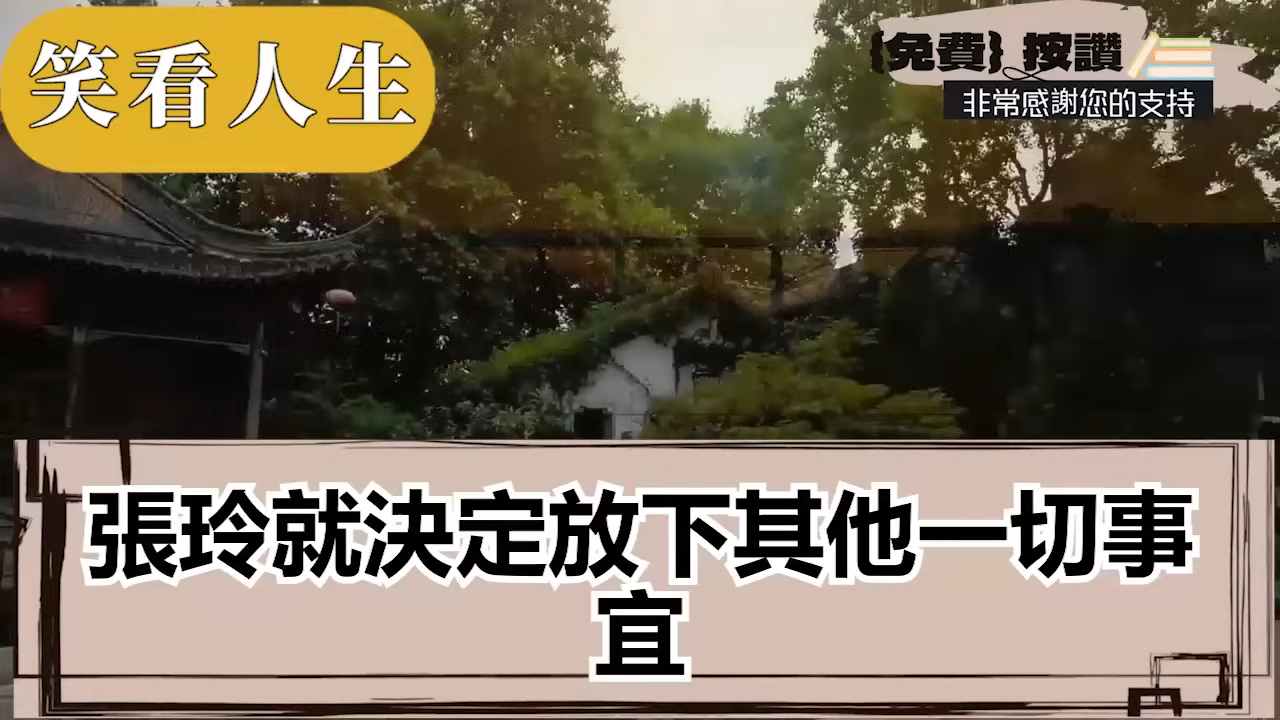 笑看人生
{免費} 按讚
非常感謝您的支持
張玲就決定放下其他一切事
宜